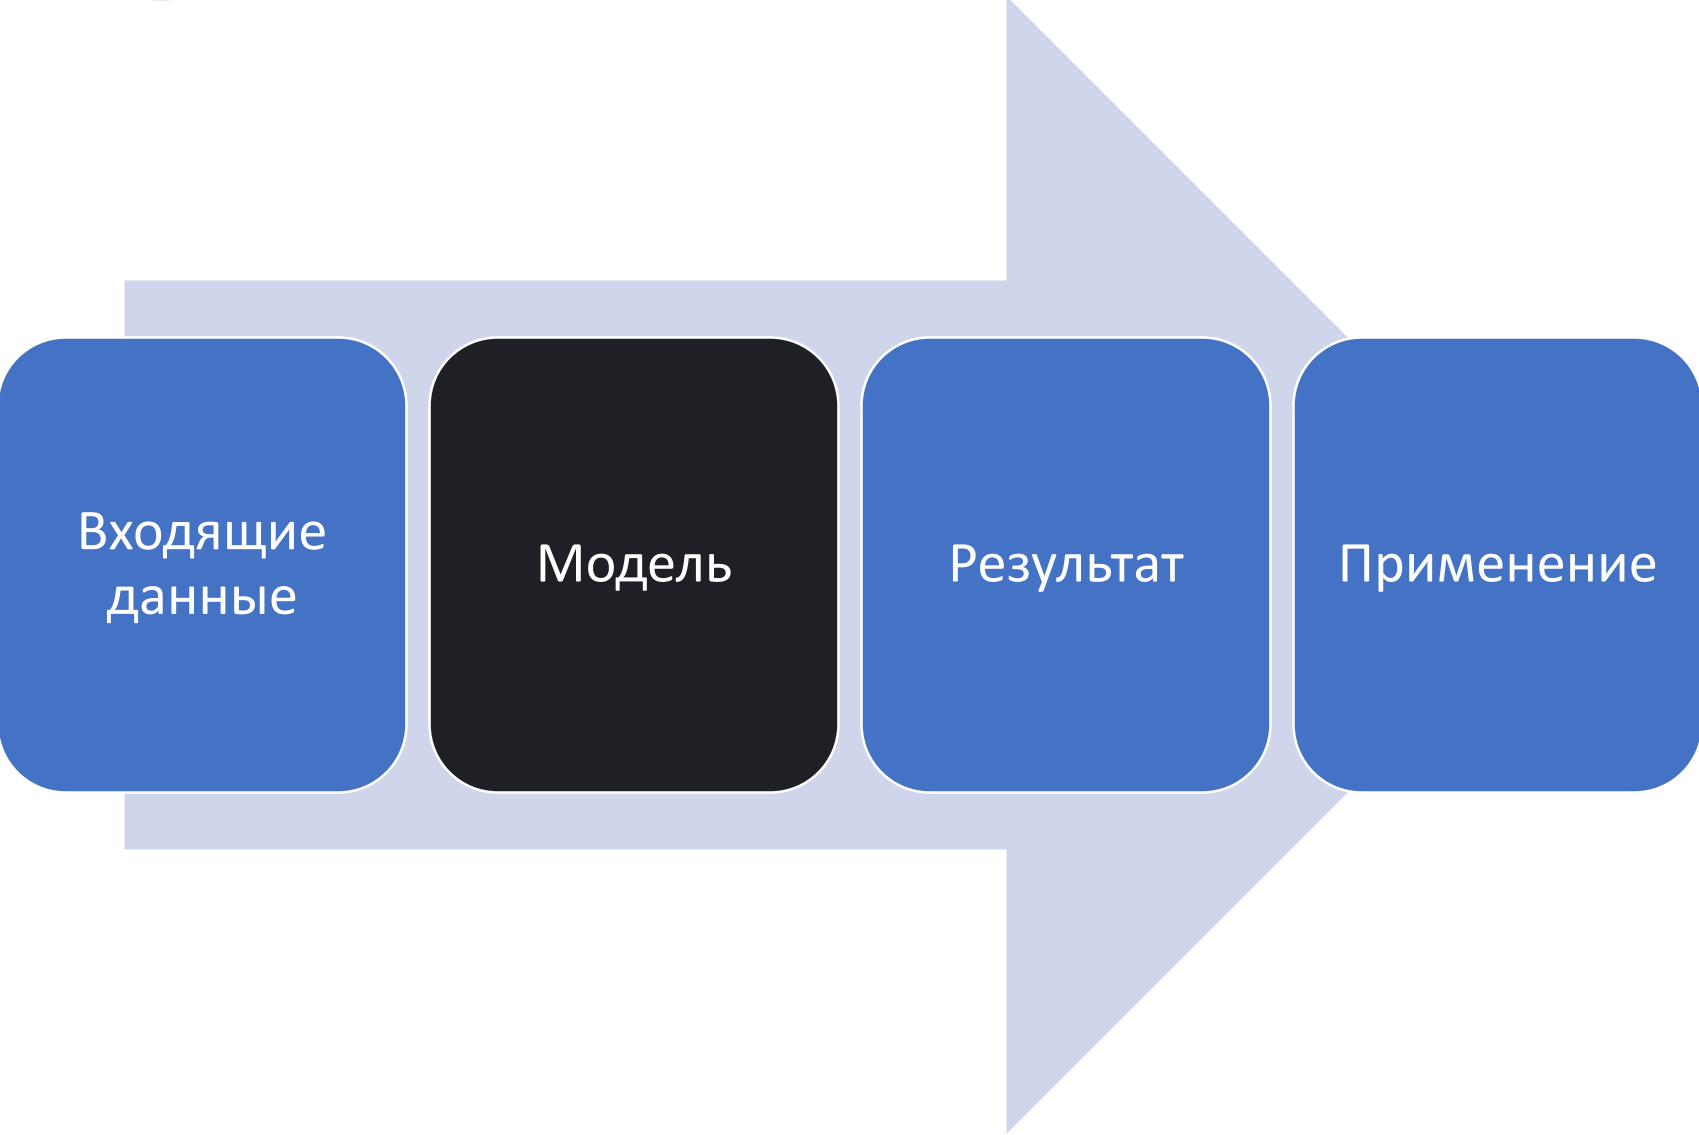 Входящие
данные
Модель
Результат
Применение